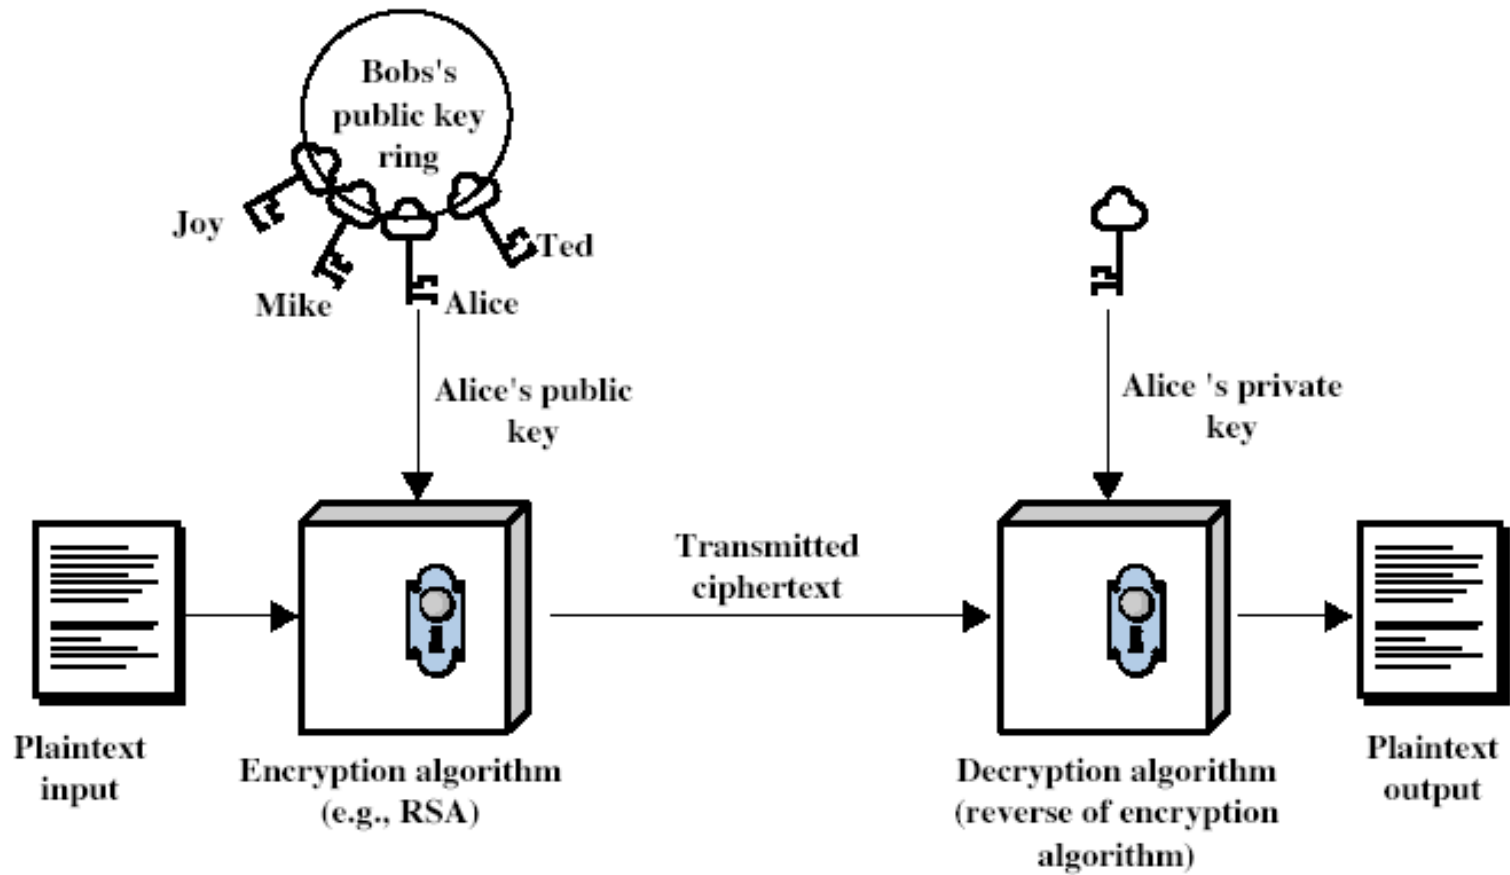 Bobs's
public key
ring
Joy
Ted
Mike
Alice
Alice's public
key
Alice 's private
key
Transmitted
ciphertext
Plaintext
input
Encryption algorithm
(e.g., RSA)
Decryption algorithm
(reverse of encryption
algorithm)
Plaintext
output